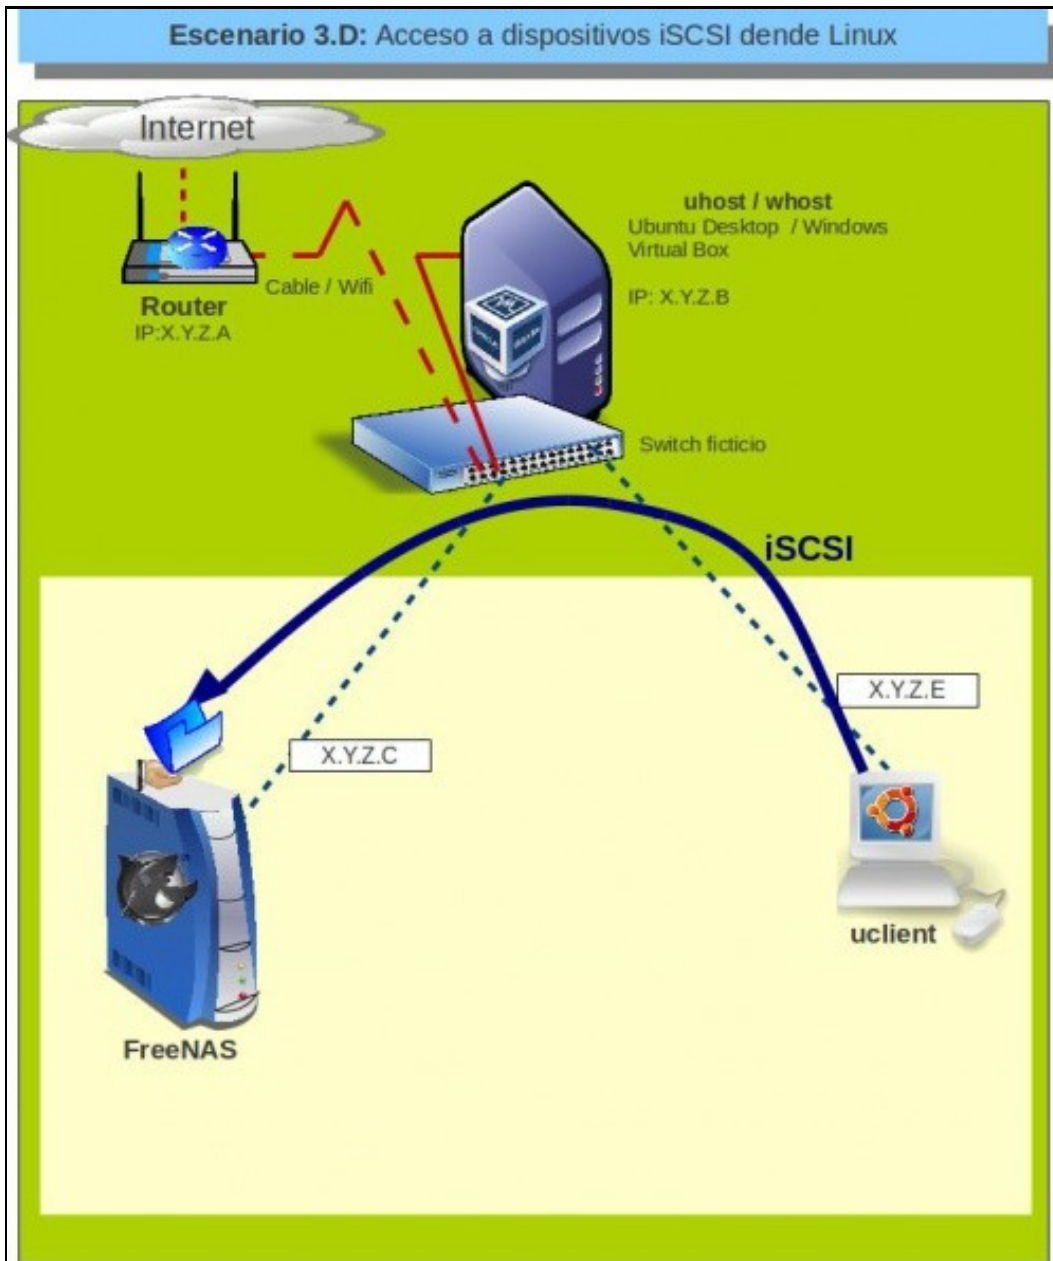 Escenario 3.D: Acceso a dispositivos iSCSI dende Linux
Internet
uhost / whost
Ubuntu Desktop / Windows
Virtual Box
IP: X.Y.Z.B
Cable / Wifi
Router
IP:X.Y.Z.A
Switch ficticio
iSCSI
X.Y.Z.E
X.Y.Z.C
uclient
FreeNAS